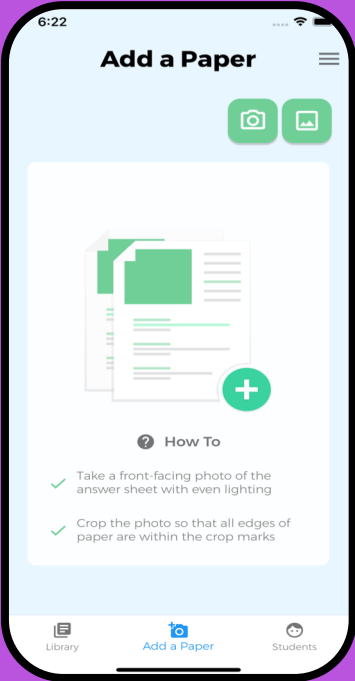 6:22
Add a Paper
How To
Take a front-facing photo of the
answer sheet with even lighting
Crop the photo so that all edges of
paper are within the crop marks
Library
Add a Paper
Students